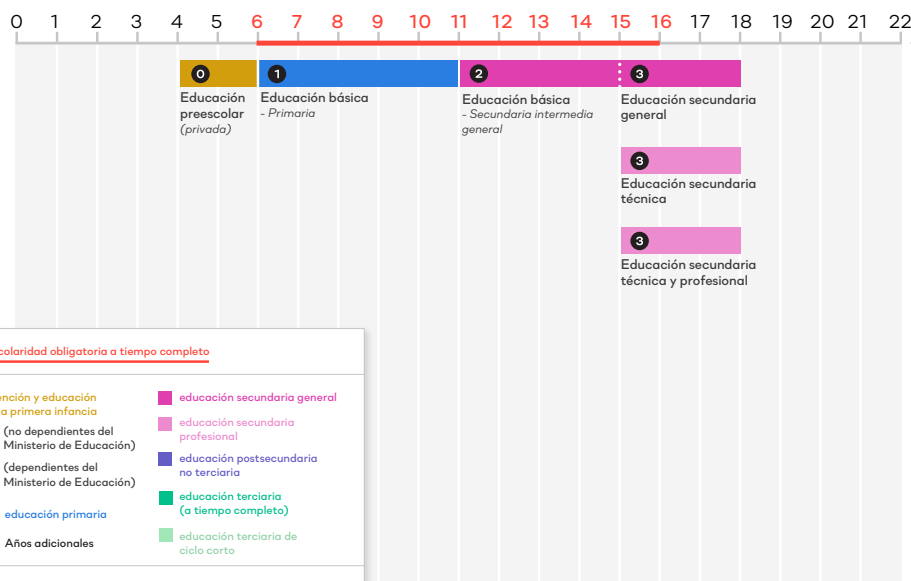 0 1 2 3 4 5 6 7 8 9 10 11 12 13 14 15 16 17 18 19 20 21 22
0 1 2 3
Educación
preescolar
(privada)
Educación básica
- Primaria
Educación básica
- Secundaria intermedia
general
Educación secundaria
general
3
Educación secundaria
técnica
3
Educación secundaria
técnica y profesional
colaridad obligatoria a tiempo completo
ención y educación
a primera infancia
(no dependientes del
Ministerio de Educación)
(dependientes del
Ministerio de Educación)
educación primaria
Años adicionales
educación secundaria general
educación secundaria
profesional
educación postsecundaria
no terciaria
educación terciaria
(a tiempo completo)
educación terciaria de
ciclo corto